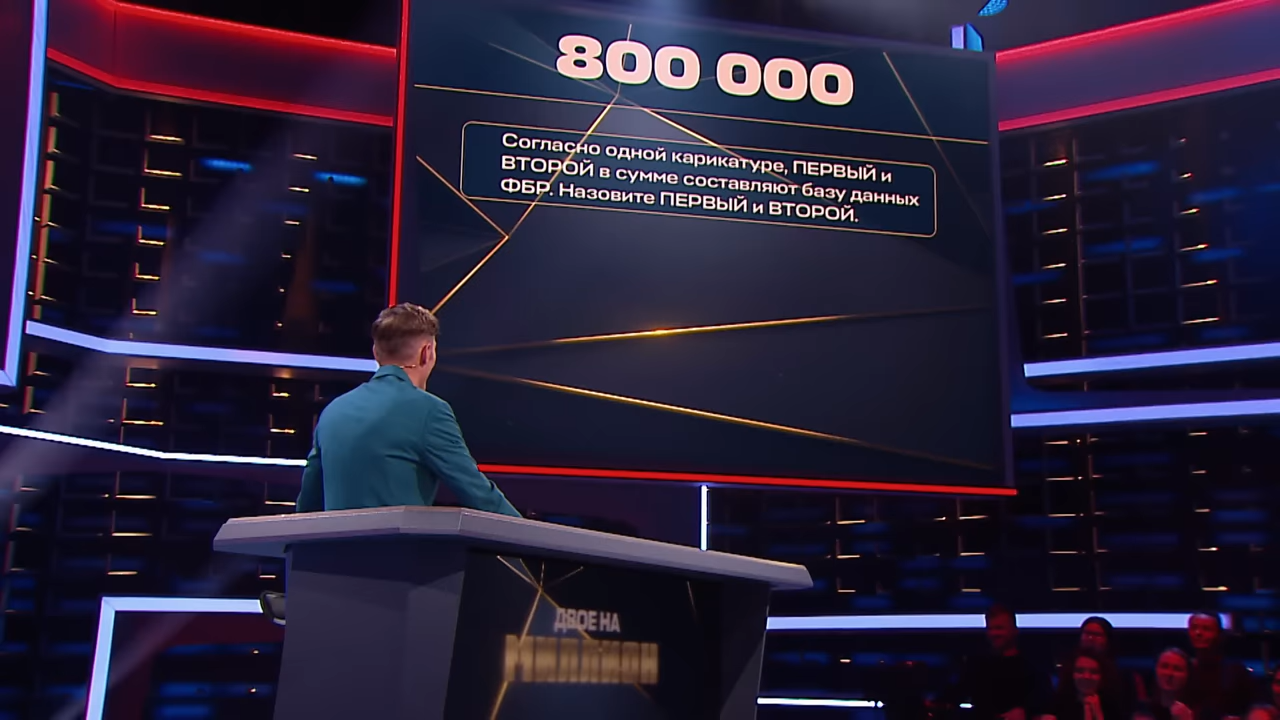 800 000
Согласно одной карикатуре, ПЕРВЫЙ и
ВТОРОЙ в сумме составляют базу данных
ФБР. Назовите ПЕРВЫЙ и ВТОРОЙ.
ДВОЕ НА
МИЛЛИОН